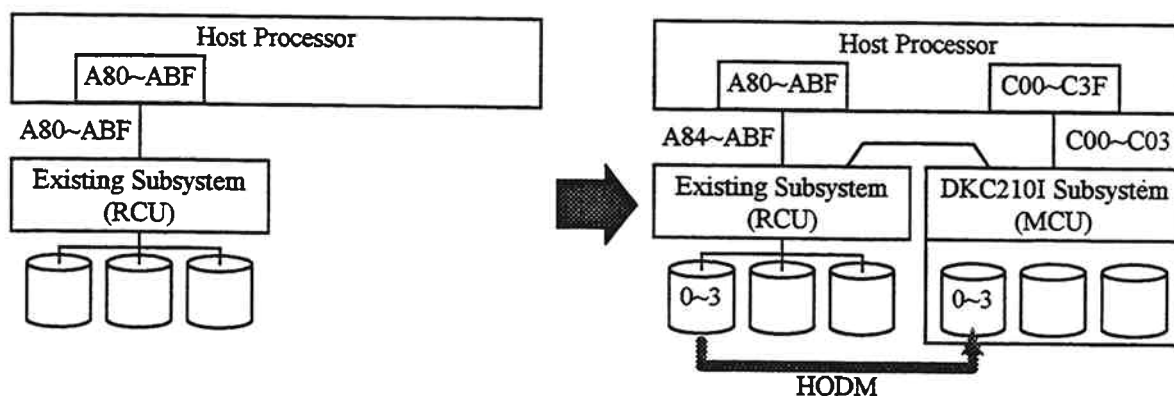 Host Processor
A80~ABF
A80~ABF
Existing Subsystem
(RCU)
Host Processor
A80~ABF
C00~C3F
A84~ABF
C00~C03
Existing Subsystem
(RCU)
DKC210I Subsystem
(MCU)
0~3
0~3
HODM